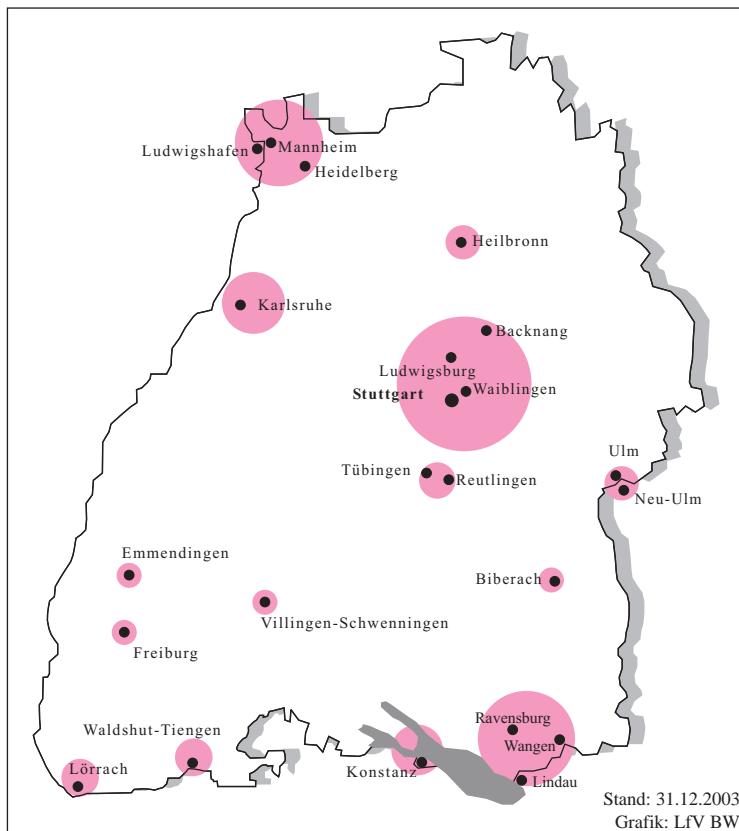 Ludwigshafen
Mannheim
Heidelberg
Heilbronn
Karlsruhe
Backnang
Ludwigsburg
Waiblingen
Stuttgart
Ulm
Tübingen
Reutlingen
Neu-Ulm
Emmendingen
Biberach
Villingen-Schwenningen
Freiburg
Ravensburg
Waldshut-Tiengen
Wangen
Lörrach
Konstanz
Lindau
Stand: 31.12.2003
Grafik: LfV BW